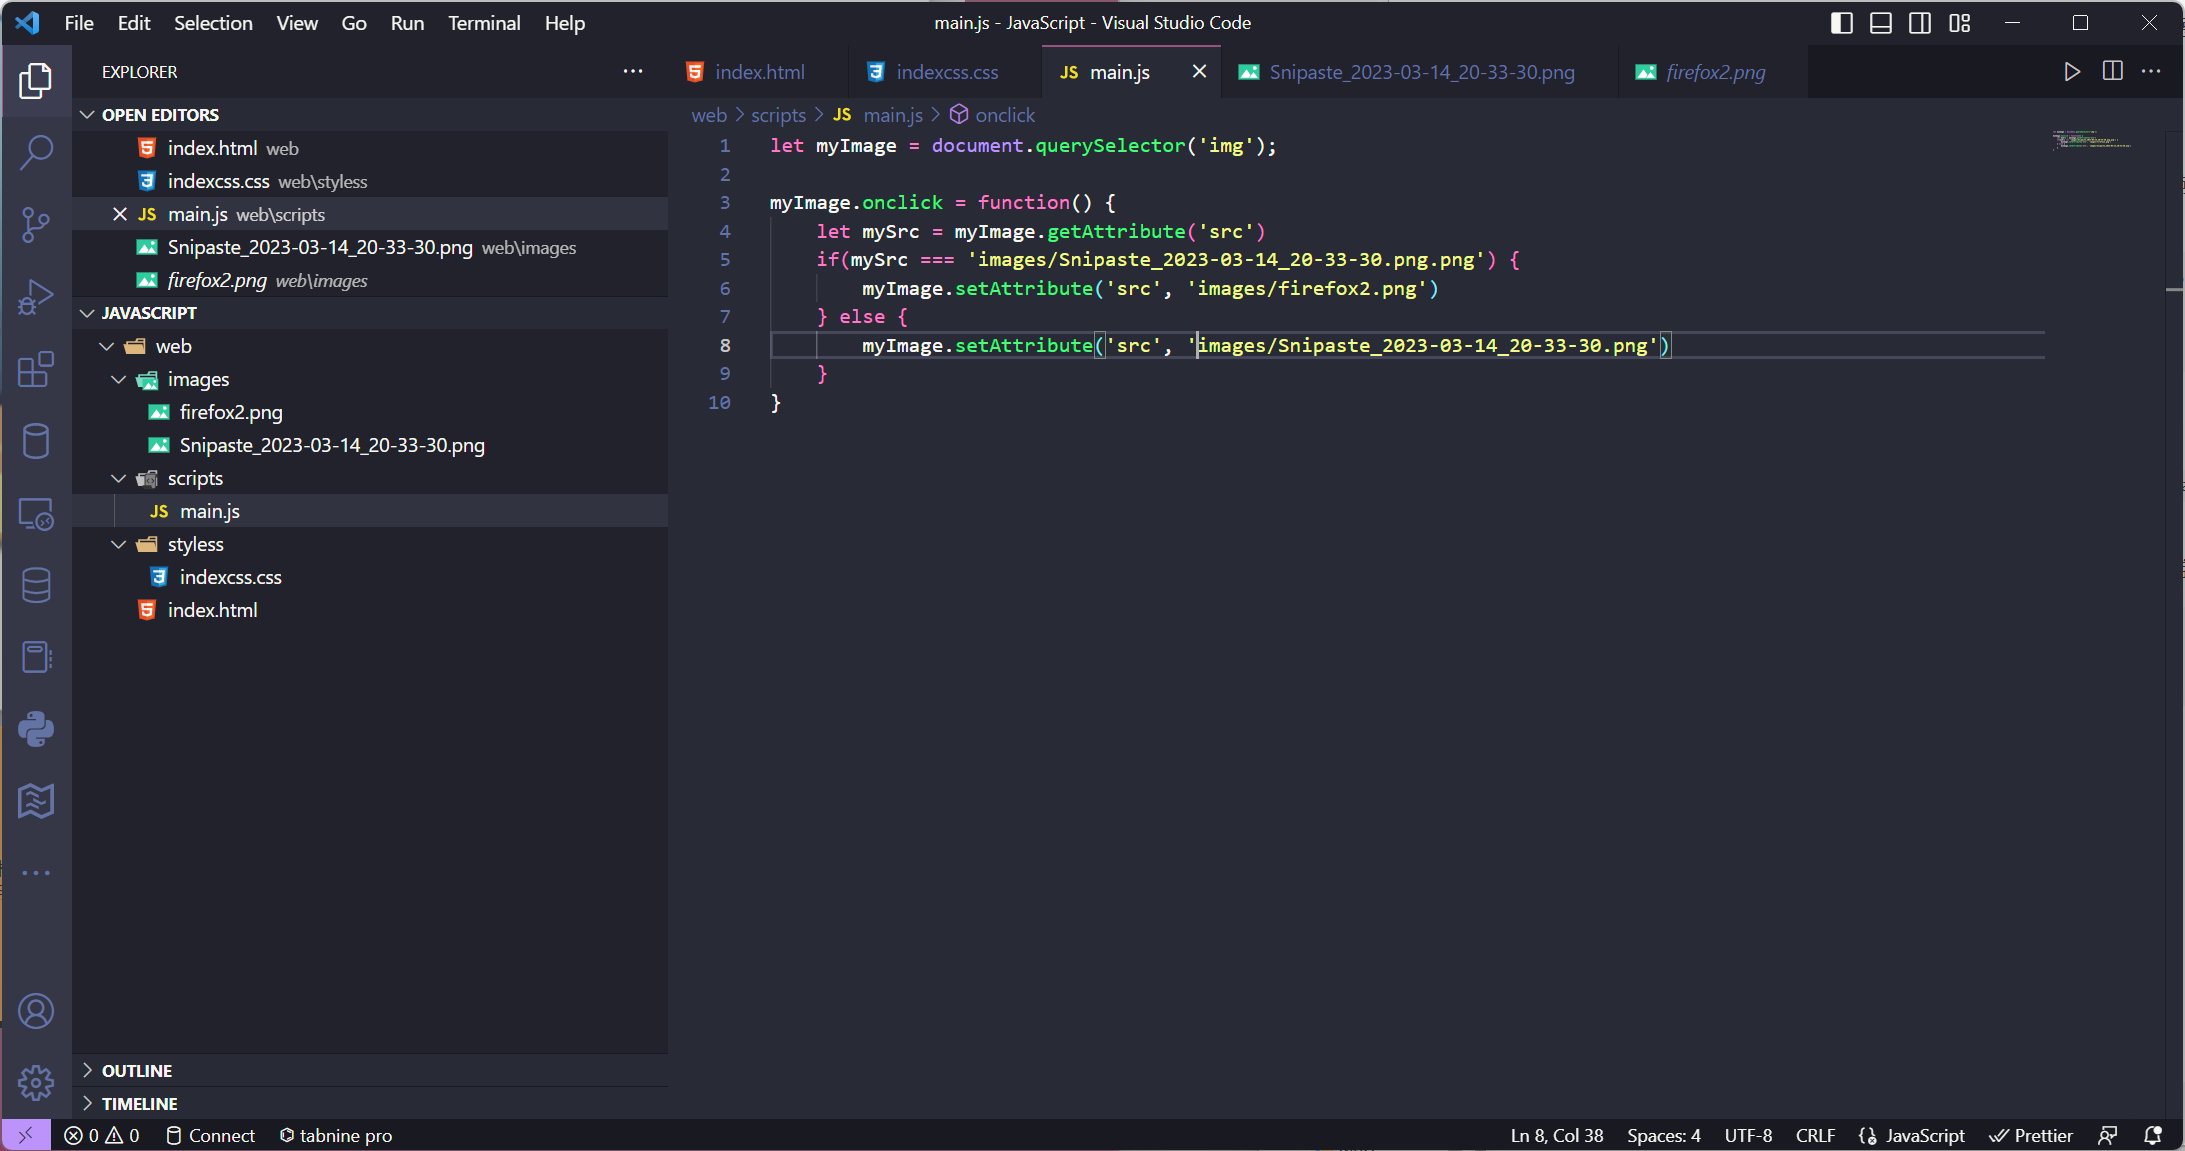 File Edit Selection View Go Run Terminal Help
main.js - JavaScript - Visual Studio Code
EXPLORER
OPEN EDITORS
index.html web
indexcss.css web\styless
JS main.js web\scripts
Snipaste_2023-03-14_20-33-30.png web\images
firefox2.png web\images
JAVASCRIPT
web
images
firefox2.png
Snipaste_2023-03-14_20-33-30.png
scripts
JS main.js
styless
indexcss.css
index.html
OUTLINE
TIMELINE
index.html indexcss.css JS main.js Snipaste_2023-03-14_20-33-30.png firefox2.png
web > scripts > JS main.js > onclick
1 let myImage = document.querySelector('img');
2
3 myImage.onclick = function() {
4 let mySrc = myImage.getAttribute('src')
5 if(mySrc === 'images/Snipaste_2023-03-14_20-33-30.png.png') {
6 myImage.setAttribute('src', 'images/firefox2.png')
7 } else {
8 myImage.setAttribute('src', 'images/Snipaste_2023-03-14_20-33-30.png')
9 }
10 }
0 0 Connect tabnine pro
Ln 8, Col 38 Spaces: 4 UTF-8 CRLF JavaScript Prettier